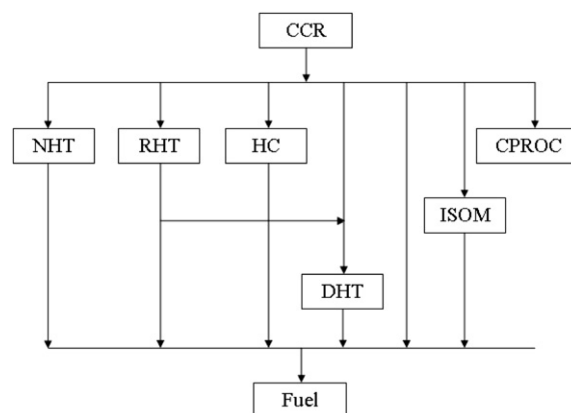 CCR
NHT
RHT
HC
CPROC
ISOM
DHT
Fuel